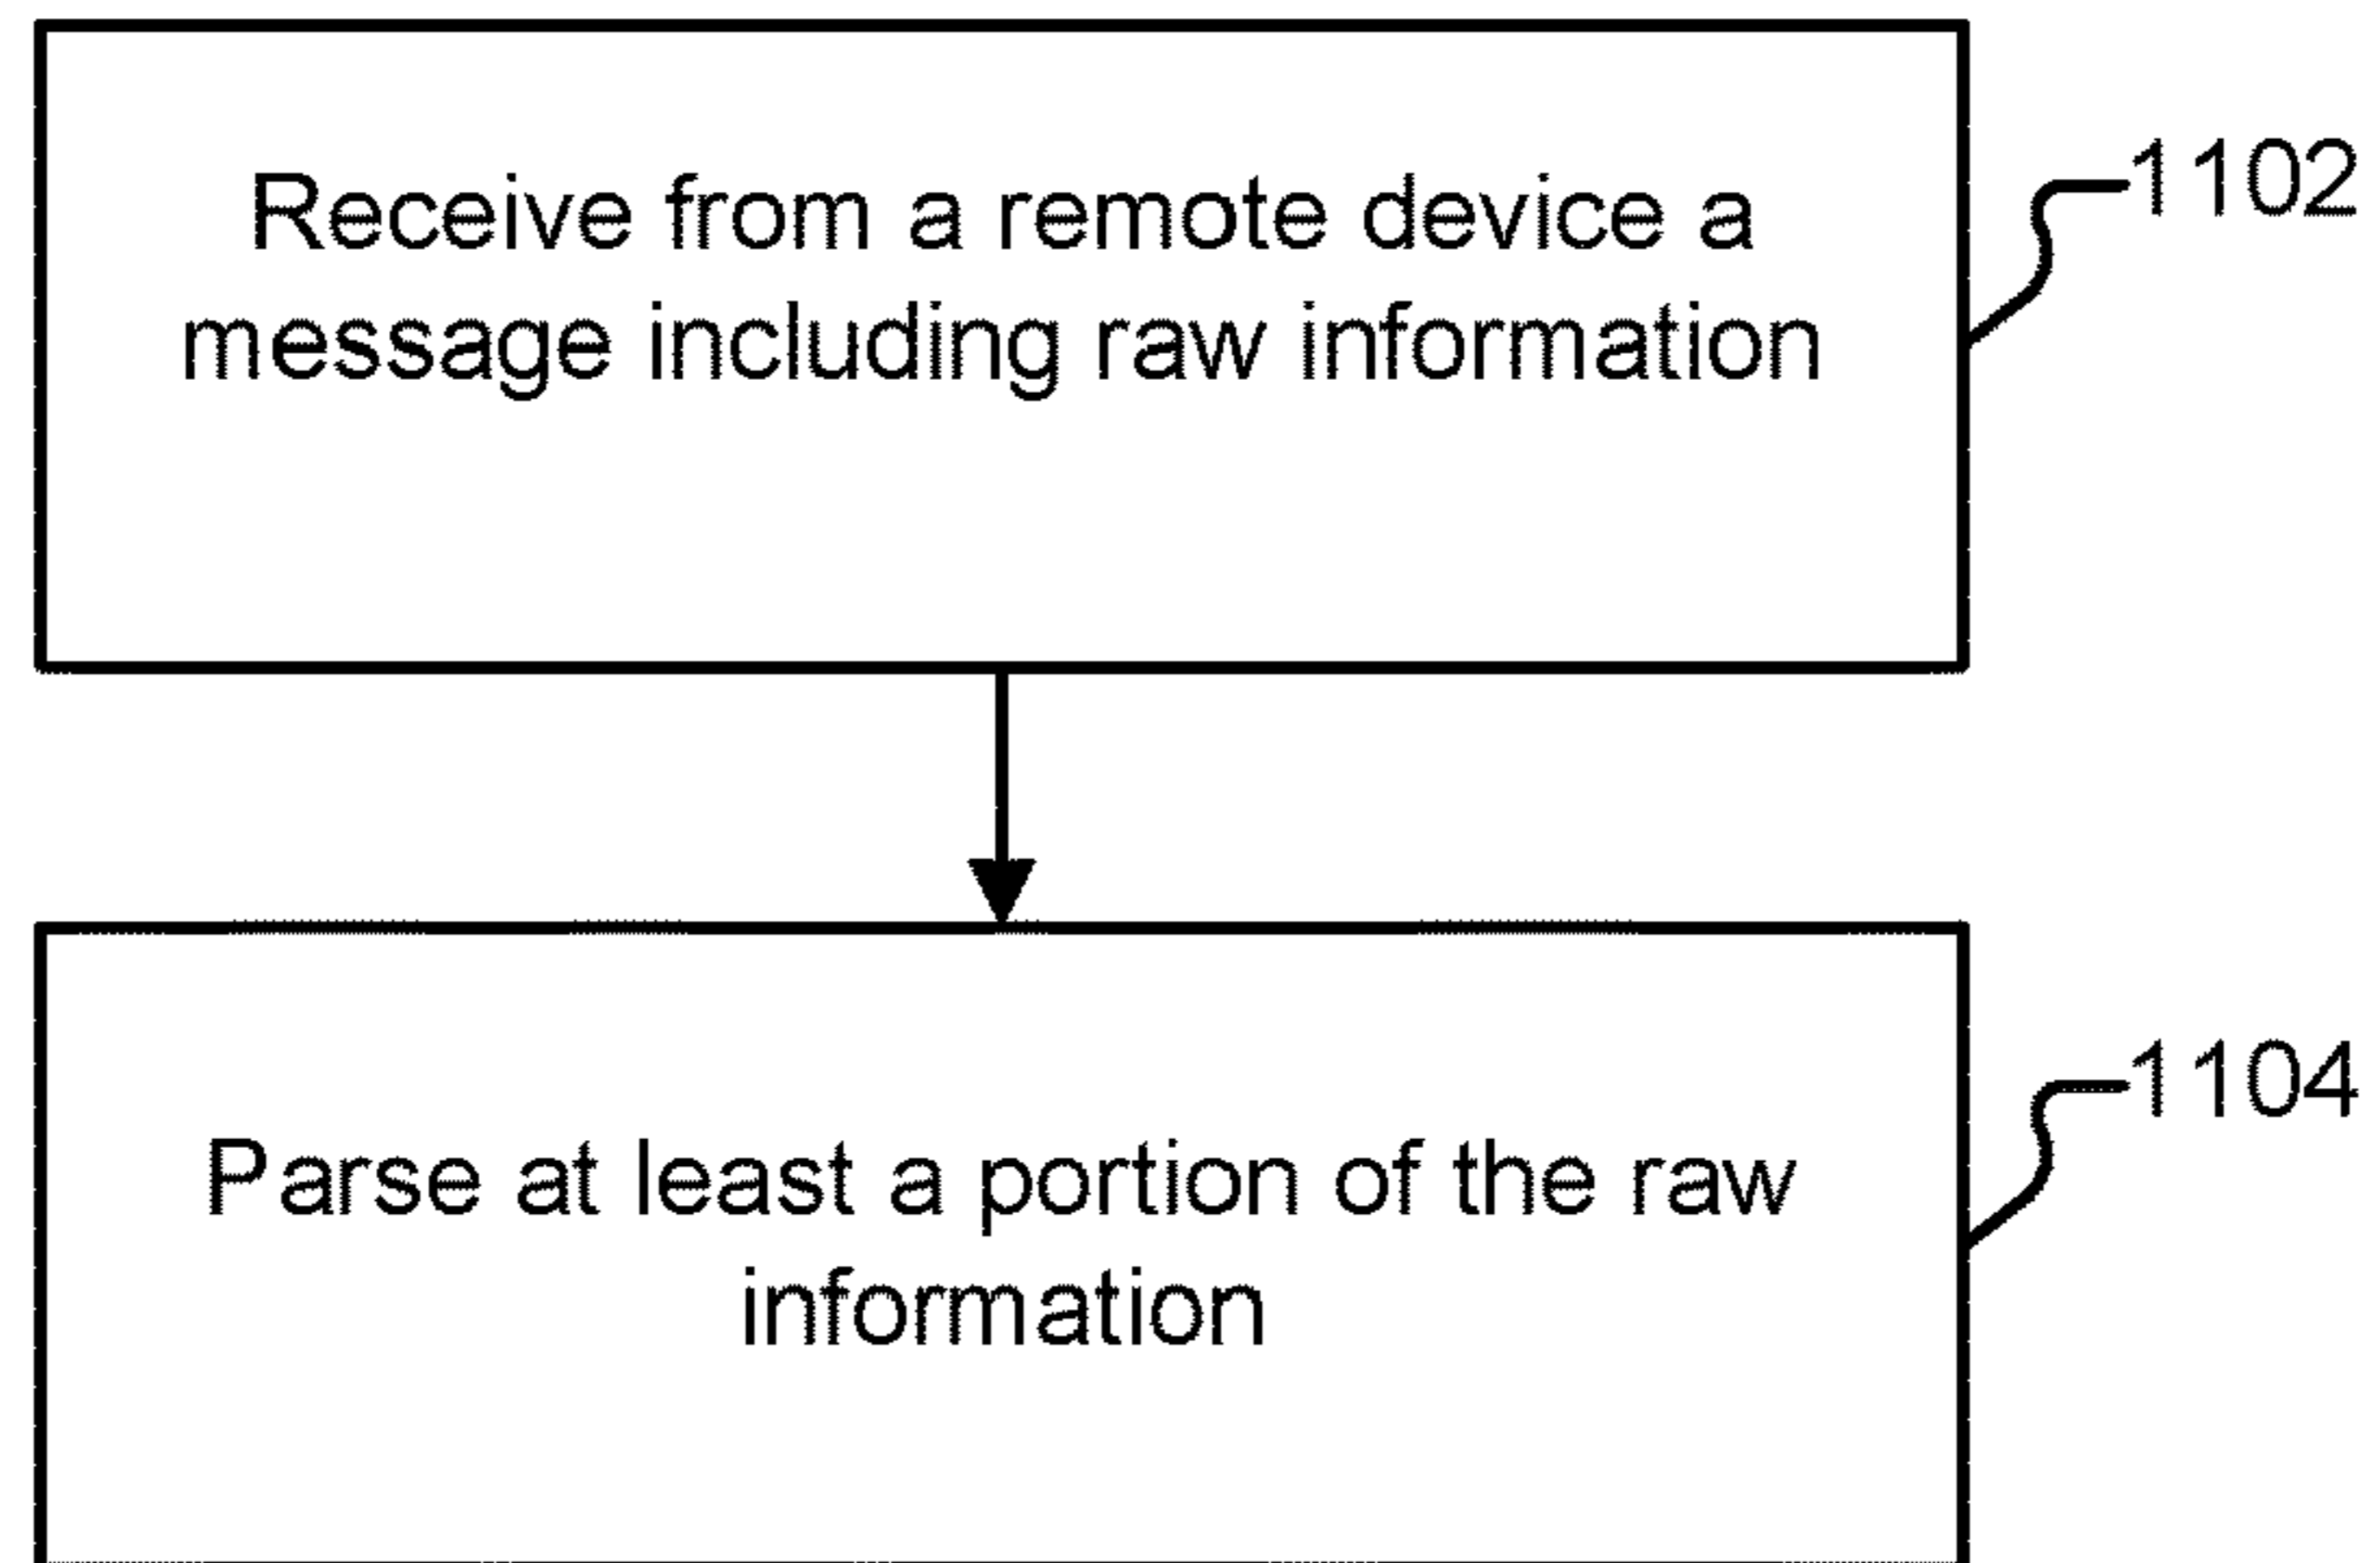 Receive from a remote device a
message including raw information
1102
Parse at least a portion of the raw
information
1104